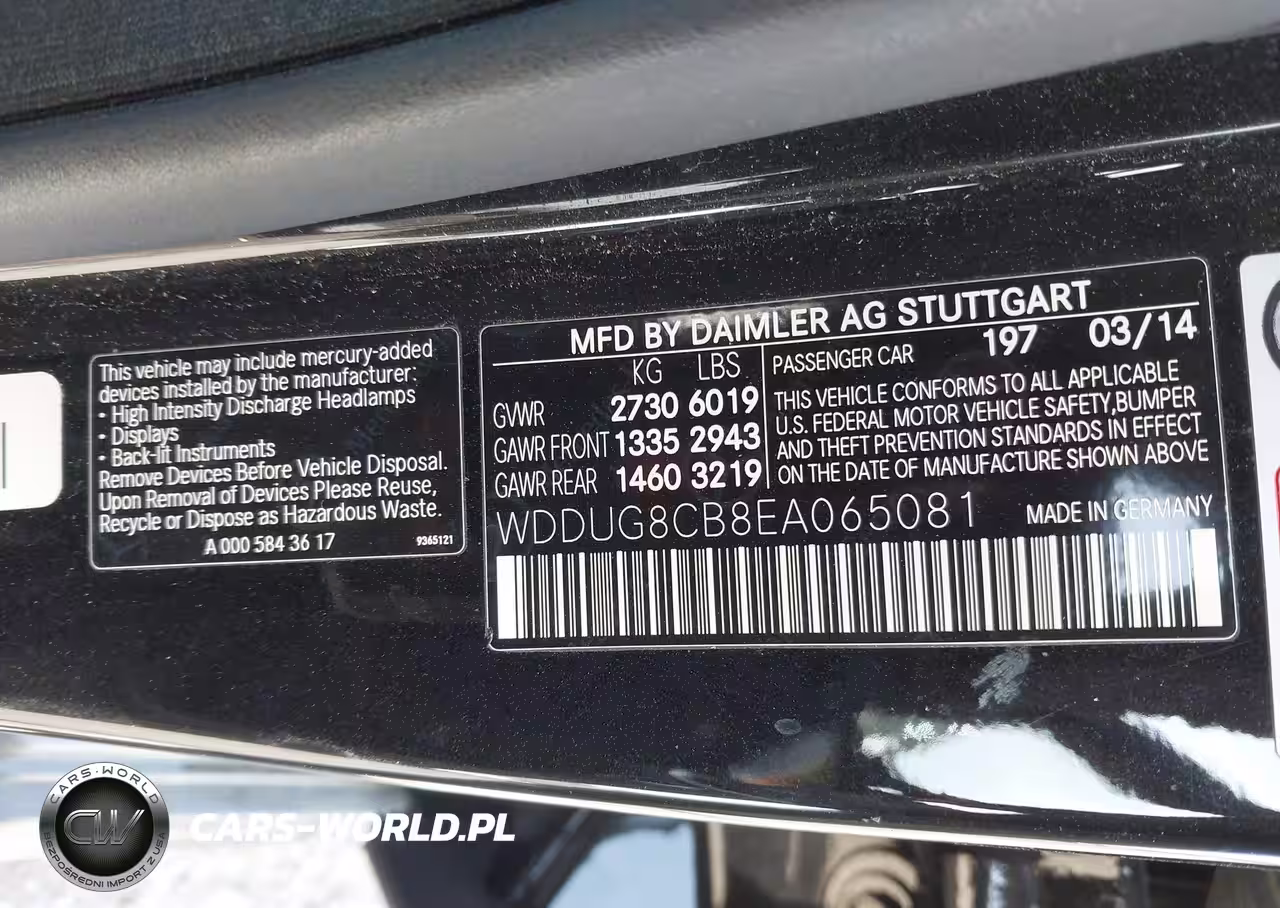 This vehicle may include mercury-added
devices installed by the manufacturer:
• High Intensity Discharge Headlamps
• Displays
• Back-lit Instruments
Remove Devices Before Vehicle Disposal.
Upon Removal of Devices Please Reuse,
Recycle or Dispose as Hazardous Waste.
A 000 584 36 17 9365121
MFD BY DAIMLER AG STUTTGART
KG LBS
GVWR 2730 6019
GAWR FRONT 1335 2943
GAWR REAR 1460 3219
PASSENGER CAR 197 03/14
THIS VEHICLE CONFORMS TO ALL APPLICABLE
U.S. FEDERAL MOTOR VEHICLE SAFETY,BUMPER
AND THEFT PREVENTION STANDARDS IN EFFECT
ON THE DATE OF MANUFACTURE SHOWN ABOVE
WDDUG8CB8EA065081 MADE IN GERMANY
CARS-WORLD
CW
BEZPOŚREDNI IMPORT Z USA
CARS-WORLD.PL